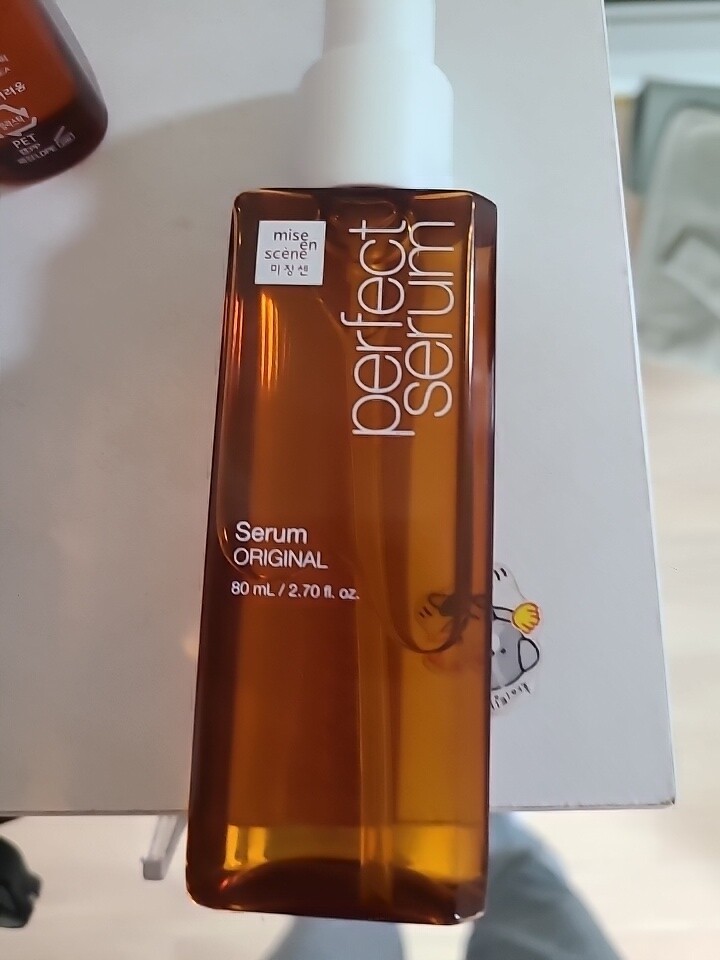 PET
mise
en
scène
미쟝센
perfect
serum
Serum
ORIGINAL
80 mL / 2.70 fl. oz.